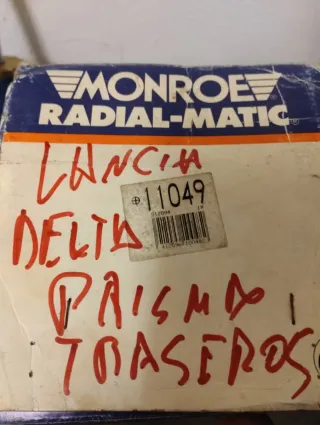 MONROE
RADIAL-MATIC®
LANCIA
11049
DELTA
PRISMA
TRASEROS